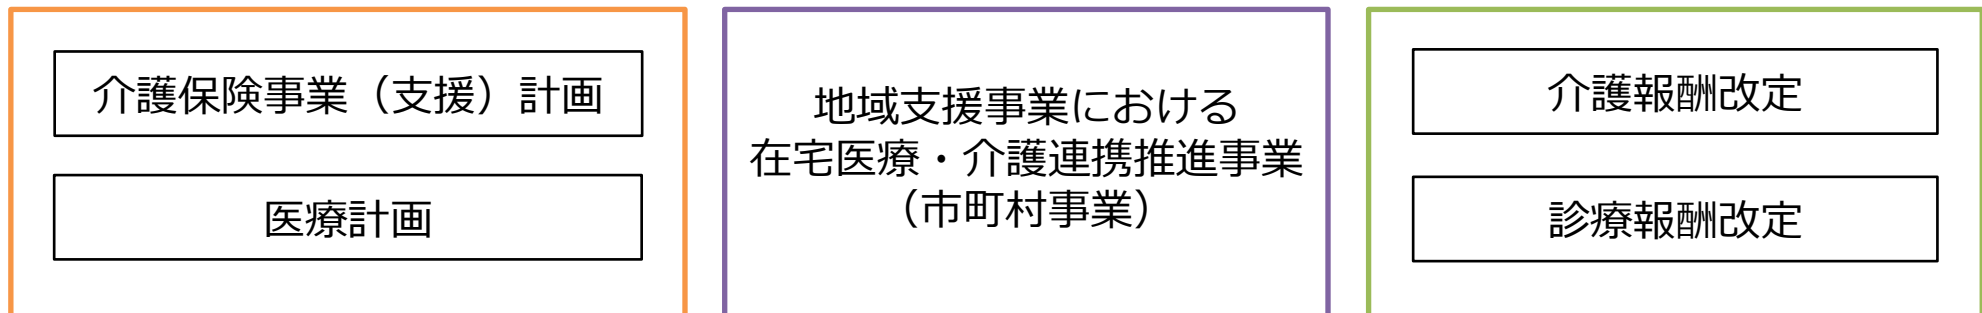 介護保険事業（支援）計画
医療計画
地域支援事業における
在宅医療・介護連携推進事業
（市町村事業）
介護報酬改定
診療報酬改定